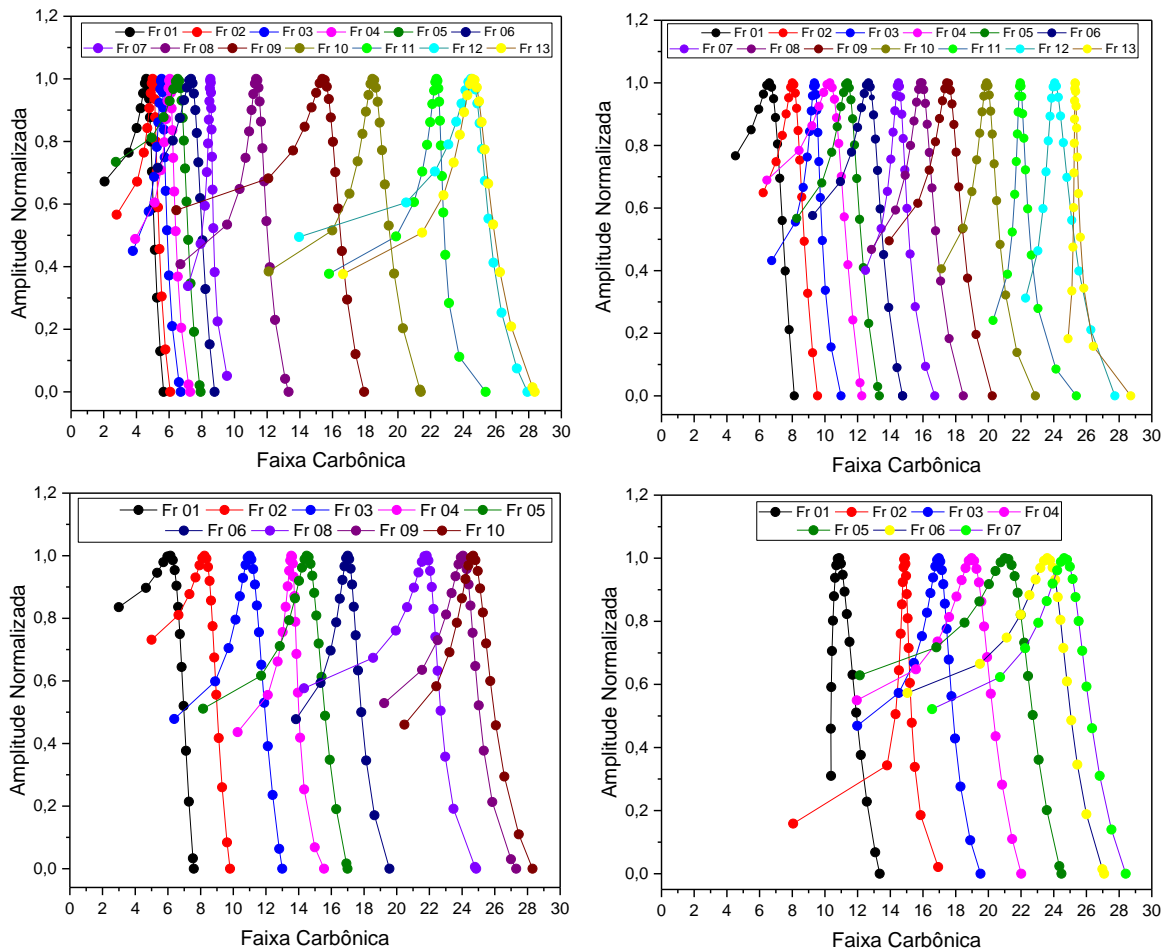 1,2
Fr 01 Fr 02 Fr 03 Fr 04 Fr 05 Fr 06
Fr 07 Fr 08 Fr 09 Fr 10 Fr 11 Fr 12 Fr 13
1,0
0,8
0,6
0,4
0,2
0,0
Amplitude Normalizada
0 2 4 6 8 10 12 14 16 18 20 22 24 26 28 30
Faixa Carbônica
1,2
Fr 01 Fr 02 Fr 03 Fr 04 Fr 05 Fr 06
Fr 07 Fr 08 Fr 09 Fr 10 Fr 11 Fr 12 Fr 13
1,0
0,8
0,6
0,4
0,2
0,0
Amplitude Normalizada
0 2 4 6 8 10 12 14 16 18 20 22 24 26 28 30
Faixa Carbônica
1,2
Fr 01 Fr 02 Fr 03 Fr 04 Fr 05
Fr 06 Fr 08 Fr 09 Fr 10
1,0
0,8
0,6
0,4
0,2
0,0
Amplitude Normalizada
0 2 4 6 8 10 12 14 16 18 20 22 24 26 28 30
Faixa Carbônica
1,2
Fr 01 Fr 02 Fr 03 Fr 04
Fr 05 Fr 06 Fr 07
1,0
0,8
0,6
0,4
0,2
0,0
Amplitude Normalizada
0 2 4 6 8 10 12 14 16 18 20 22 24 26 28 30
Faixa Carbônica